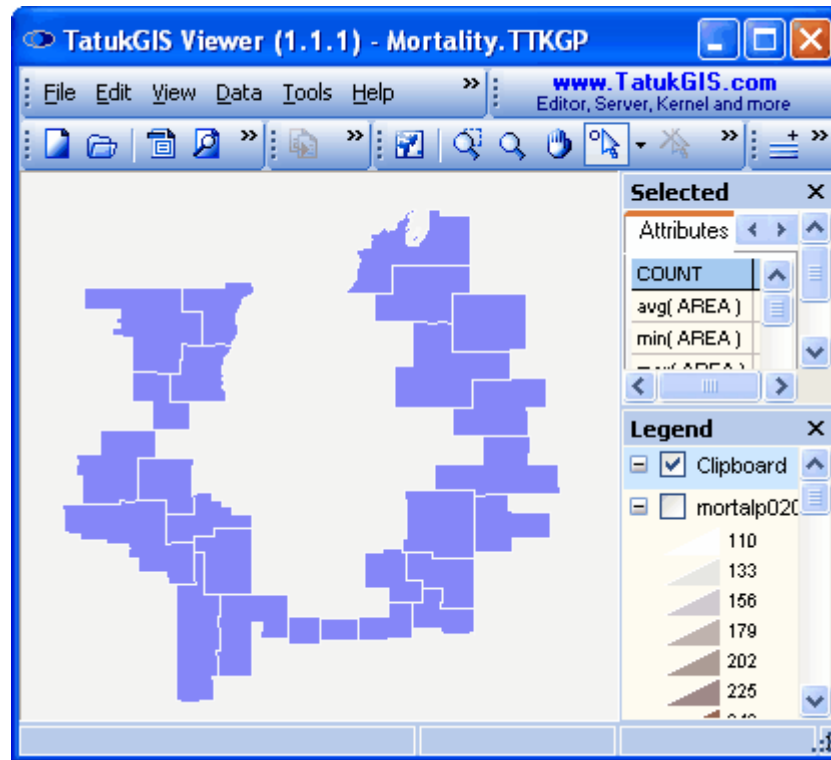 TatukGIS Viewer (1.1.1) - Mortality.TTKGP
File Edit View Data Tools Help »
www.TatukGIS.com
Editor, Server, Kernel and more
Selected
Attributes
COUNT
avg( AREA )
min( AREA )
Legend
Clipboard
mortalp020
110
133
156
179
202
225